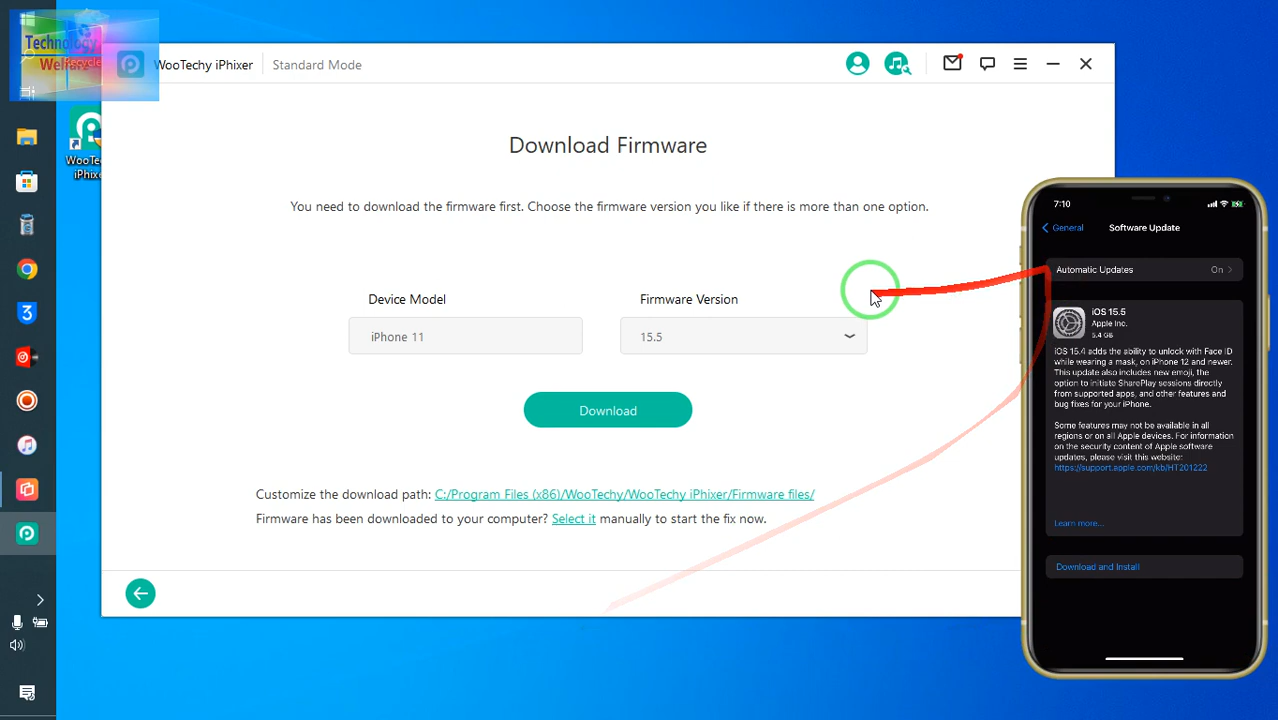 Technology
Welfare
Recycle
WooTechy iPhixer
Standard Mode
WooTec
iPhixe
Download Firmware
You need to download the firmware first. Choose the firmware version you like if there is more than one option.
Device Model
Firmware Version
iPhone 11
15.5
Download
Customize the download path: C:/Program Files (x86)/WooTechy/WooTechy iPhixer/Firmware files/
Firmware has been downloaded to your computer? Select it manually to start the fix now.
7:10
General
Software Update
Automatic Updates
On
iOS 15.5
Apple Inc.
5.4 GB
iOS 15.4 adds the ability to unlock with Face ID
while wearing a mask, on iPhone 12 and newer.
This update also includes new emoji, the
option to initiate SharePlay sessions directly
from supported apps, and other features and
bug fixes for your iPhone.
Some features may not be available in all
regions or on all Apple devices. For information
on the security content of Apple software
updates, please visit this website:
https://support.apple.com/kb/HT201222
Learn more...
Download and Install